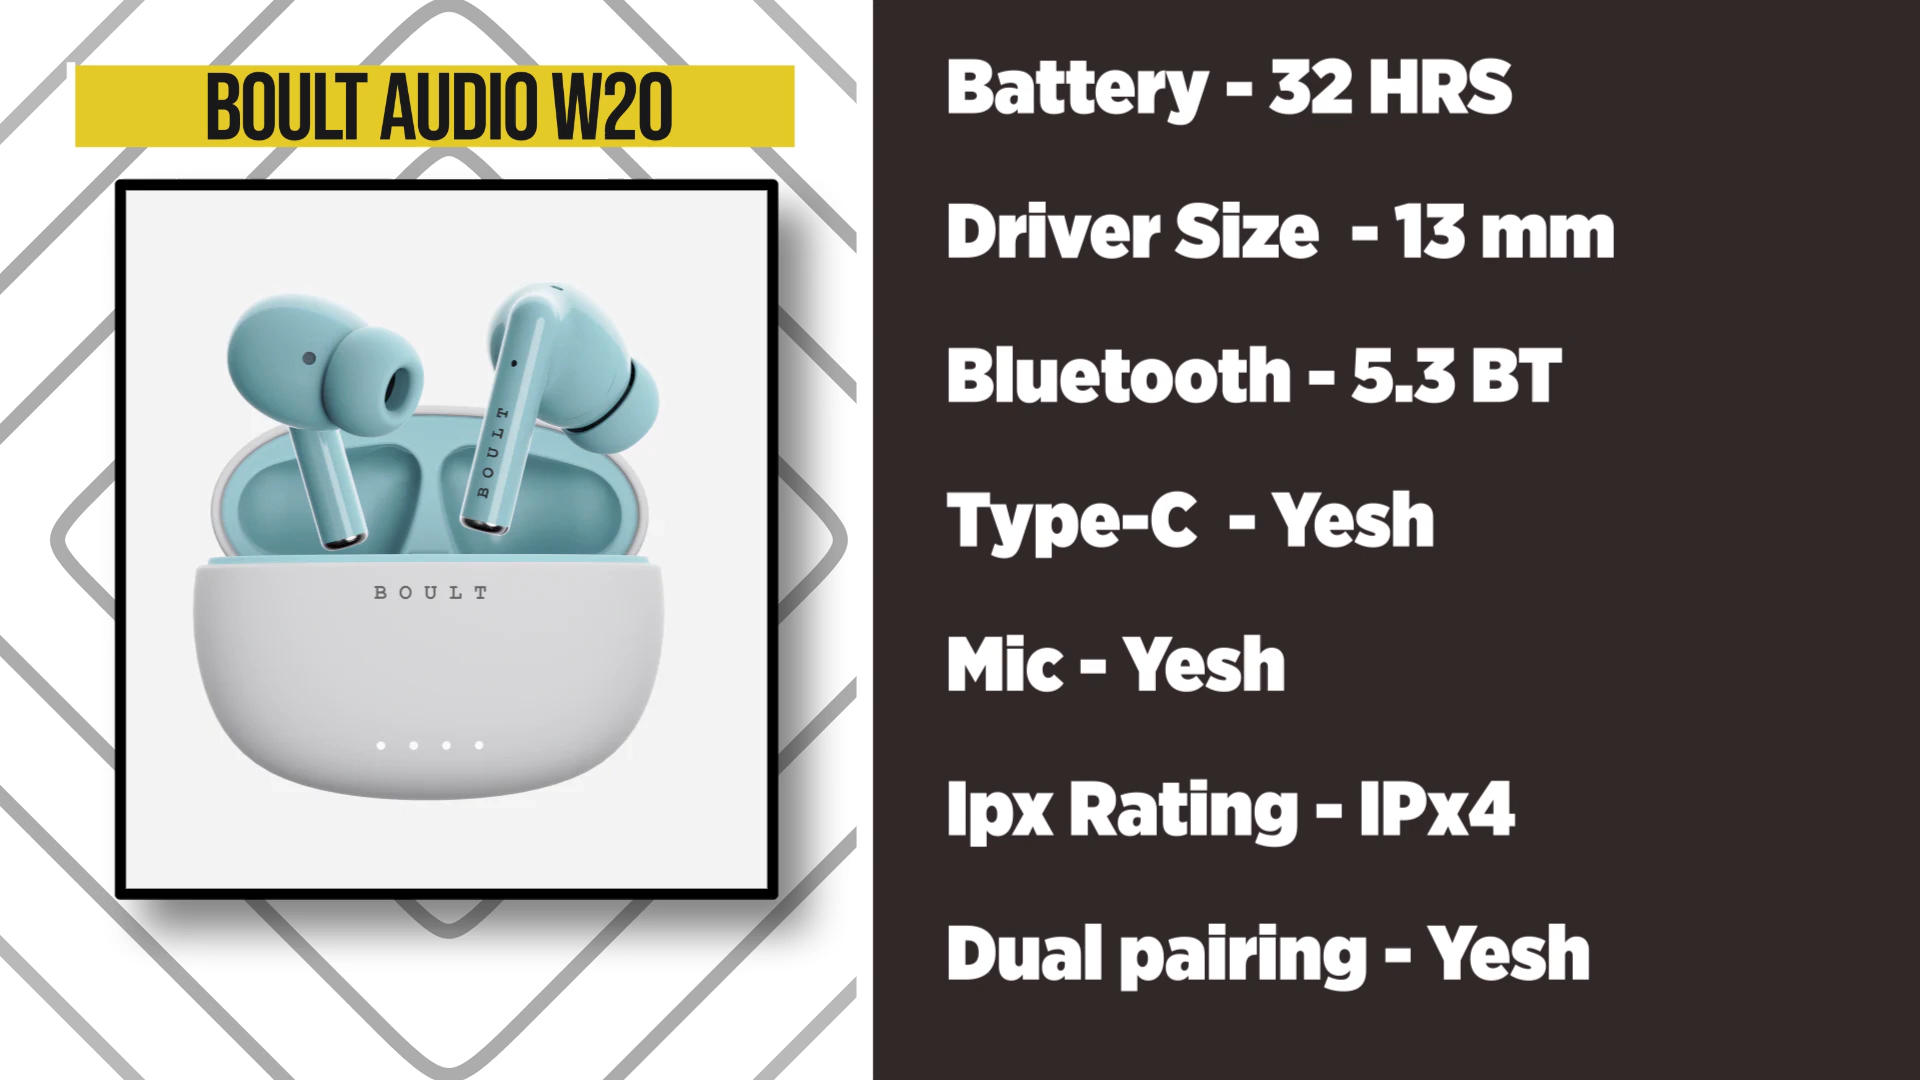 BOULT AUDIO W20
BOULT
BOULT
Battery - 32 HRS
Driver Size - 13 mm
Bluetooth - 5.3 BT
Type-C - Yesh
Mic - Yesh
Ipx Rating - IPx4
Dual pairing - Yesh